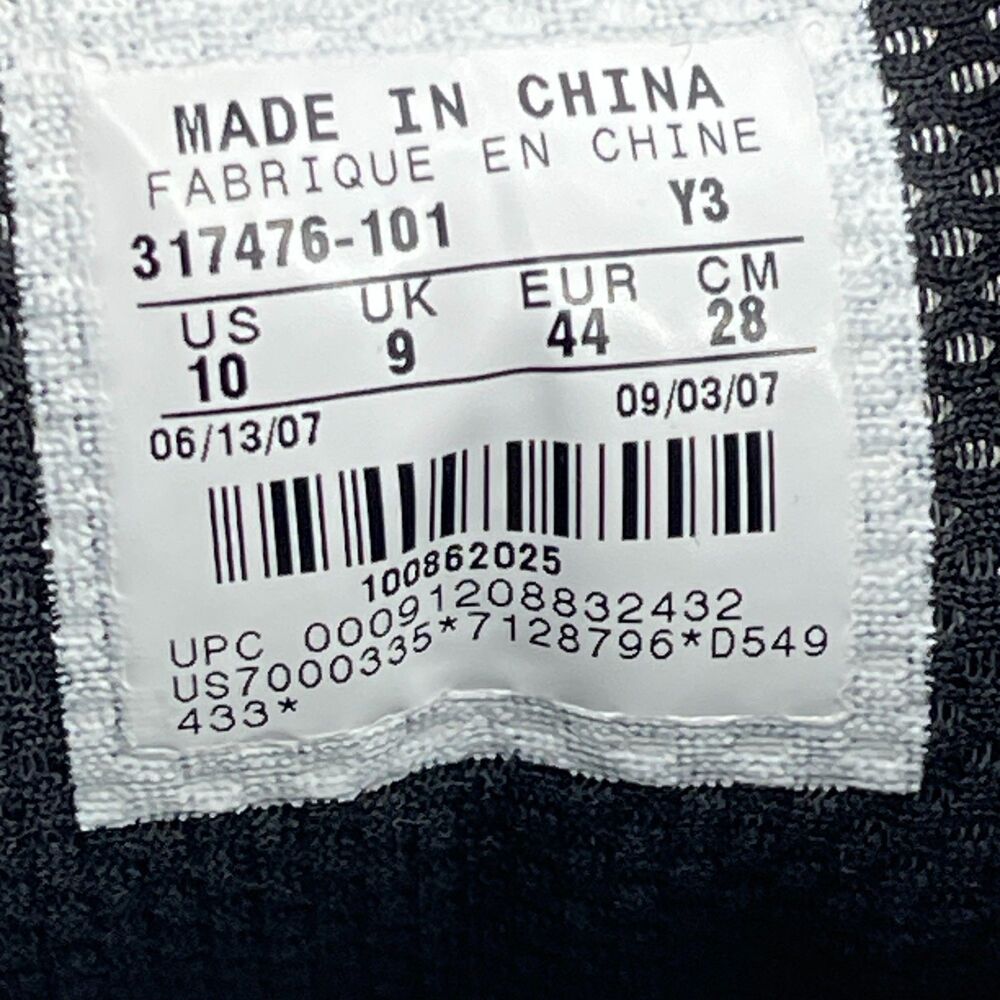 MADE IN CHINA
FABRIQUE EN CHINE
317476-101 Y3
US UK EUR CM
10 9 44 28
06/13/07 09/03/07
100862025
UPC 00091208832432
US7000335*7128796*D549
433*